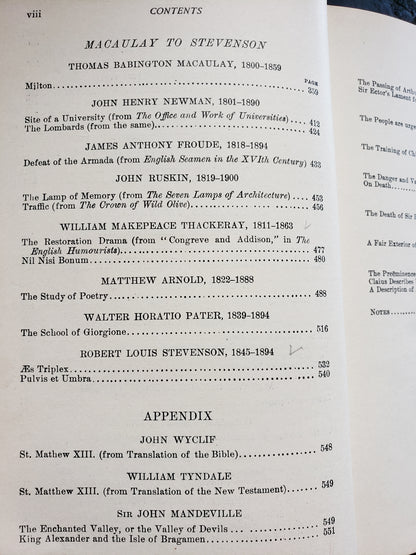 viii CONTENTS
MACAULAY TO STEVENSON
THOMAS BABINGTON MACAULAY, 1800–1859
PAGE
Milton 359
JOHN HENRY NEWMAN, 1801–1890
Site of a University (from The Office and Work of Universities) 412
The Lombards (from the same) 424
JAMES ANTHONY FROUDE, 1818–1894
Defeat of the Armada (from English Seamen in the XVIth Century) 433
JOHN RUSKIN, 1819–1900
The Lamp of Memory (from The Seven Lamps of Architecture) 453
Traffic (from The Crown of Wild Olive) 456
WILLIAM MAKEPEACE THACKERAY, 1811–1863
The Restoration Drama (from "Congreve and Addison," in The
English Humourists) 477
Nil Nisi Bonum 480
MATTHEW ARNOLD, 1822–1888
The Study of Poetry 488
WALTER HORATIO PATER, 1839–1894
The School of Giorgione 516
ROBERT LOUIS STEVENSON, 1845–1894
Æs Triplex 532
Pulvis et Umbra 540
APPENDIX
JOHN WYCLIF
St. Mathew XIII. (from Translation of the Bible) 548
WILLIAM TYNDALE
St. Matthew XIII. (from Translation of the New Testament) 549
SIR JOHN MANDEVILLE
The Enchanted Valley, or the Valley of Devils 549
King Alexander and the Isle of Bragamen 551
The Passing of Arthu
Sir Ector's Lament fo
The People are urge
The Training of Ch
The Danger and V
On Death
The Death of Sir
A Fair Exterior of
The Preëminence
Claius Describes
A Description of
NOTES